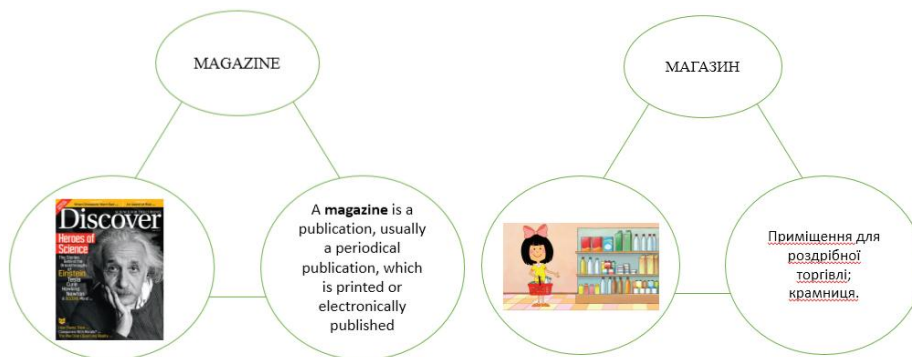 MAGAZINE
МАГАЗИН
Discover
Heroes of
Science
Einstein,
A magazine is a
publication, usually
a periodical
publication, which
is printed or
electronically
published
Приміщення для
роздрібної
торгівлі;
крамниця.